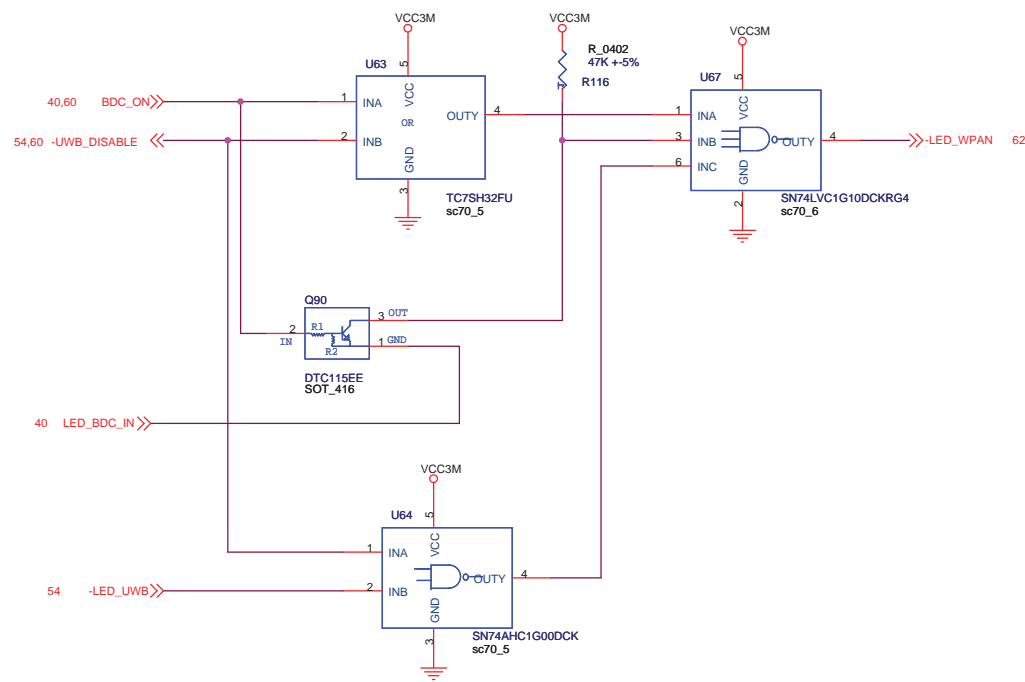 VCC3M
U63
5
VCC
40,60 BDC_ON
1 INA
OR
OUTY 4
54,60 -UWB_DISABLE
2 INB
GND
3
TC7SH32FU
sc70_5
VCC3M
R_0402
47K +-5%
R116
VCC3M
U67
5
VCC
1 INA
3 INB
6 INC
OUTY 4
GND
2
-LED_WPAN 62
SN74LVC1G10DCKRG4
sc70_6
Q90
2
IN
R1
R2
3 OUT
1 GND
DTC115EE
SOT_416
40 LED_BDC_IN
VCC3M
U64
5
VCC
1 INA
OUTY 4
54 -LED_UWB
2 INB
GND
3
SN74AHC1G00DCK
sc70_5